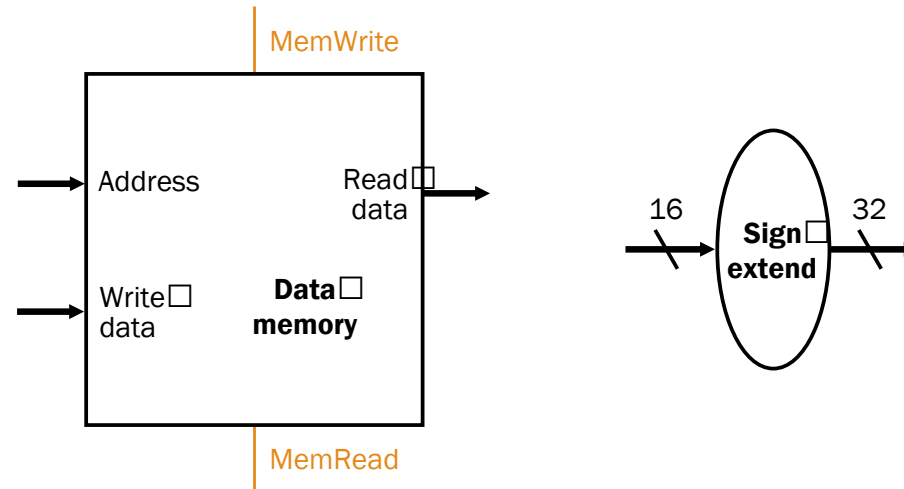 MemWrite
Address
Read□
data
Write□
data
Data□
memory
MemRead
16
Sign□
extend
32